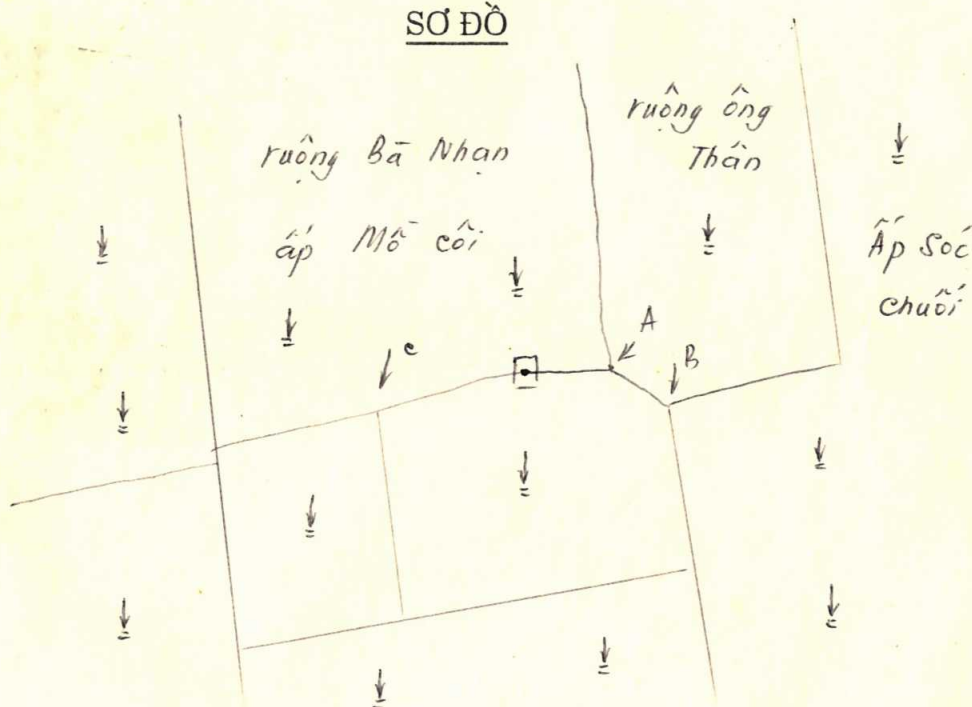 SƠ ĐỒ
ruộng Bà Nhạn
ấp Mồ côi
ruộng ông
Thân
Ấp Sóc
chuối
A
B
c